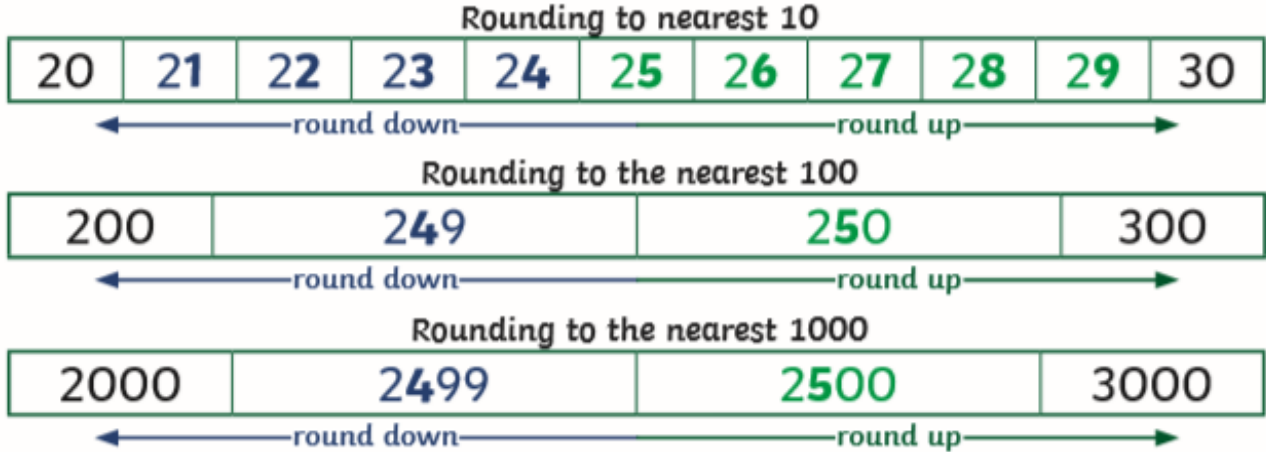 Rounding to nearest 10
20 21 22 23 24 25 26 27 28 29 30
round down round up
Rounding to the nearest 100
200 249 250 300
round down round up
Rounding to the nearest 1000
2000 2499 2500 3000
round down round up